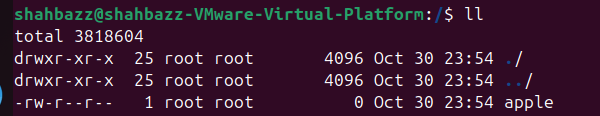 shahbazz@shahbazz-VMware-Virtual-Platform:/$ ll
total 3818604
drwxr-xr-x  25 root root       4096 Oct 30 23:54 ./
drwxr-xr-x  25 root root       4096 Oct 30 23:54 ../
-rw-r--r--   1 root root          0 Oct 30 23:54 apple